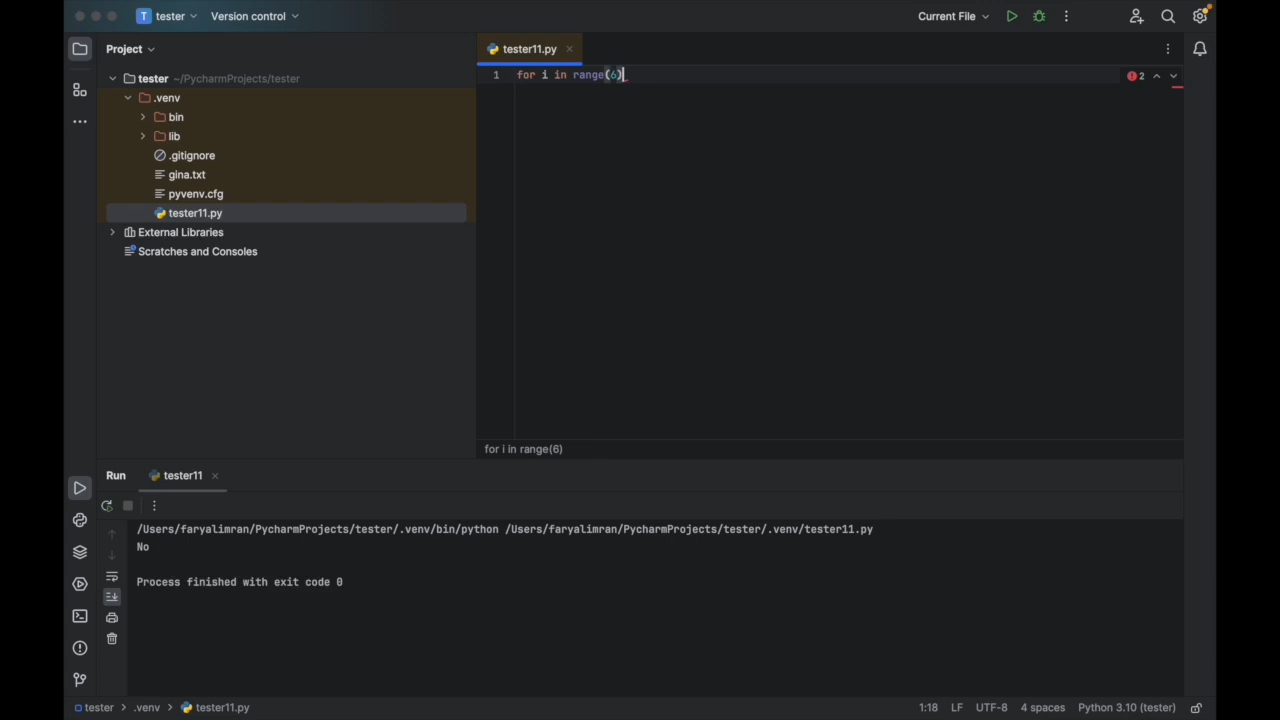 T tester Version control Current File
Project tester11.py
1 for i in range(6) 2
tester ~/PycharmProjects/tester
.venv
bin
lib
.gitignore
gina.txt
pyvenv.cfg
tester11.py
External Libraries
Scratches and Consoles
for i in range(6)
Run tester11
/Users/faryalimran/PycharmProjects/tester/.venv/bin/python /Users/faryalimran/PycharmProjects/tester/.venv/tester11.py
No
Process finished with exit code 0
tester > .venv > tester11.py 1:18 LF UTF-8 4 spaces Python 3.10 (tester)